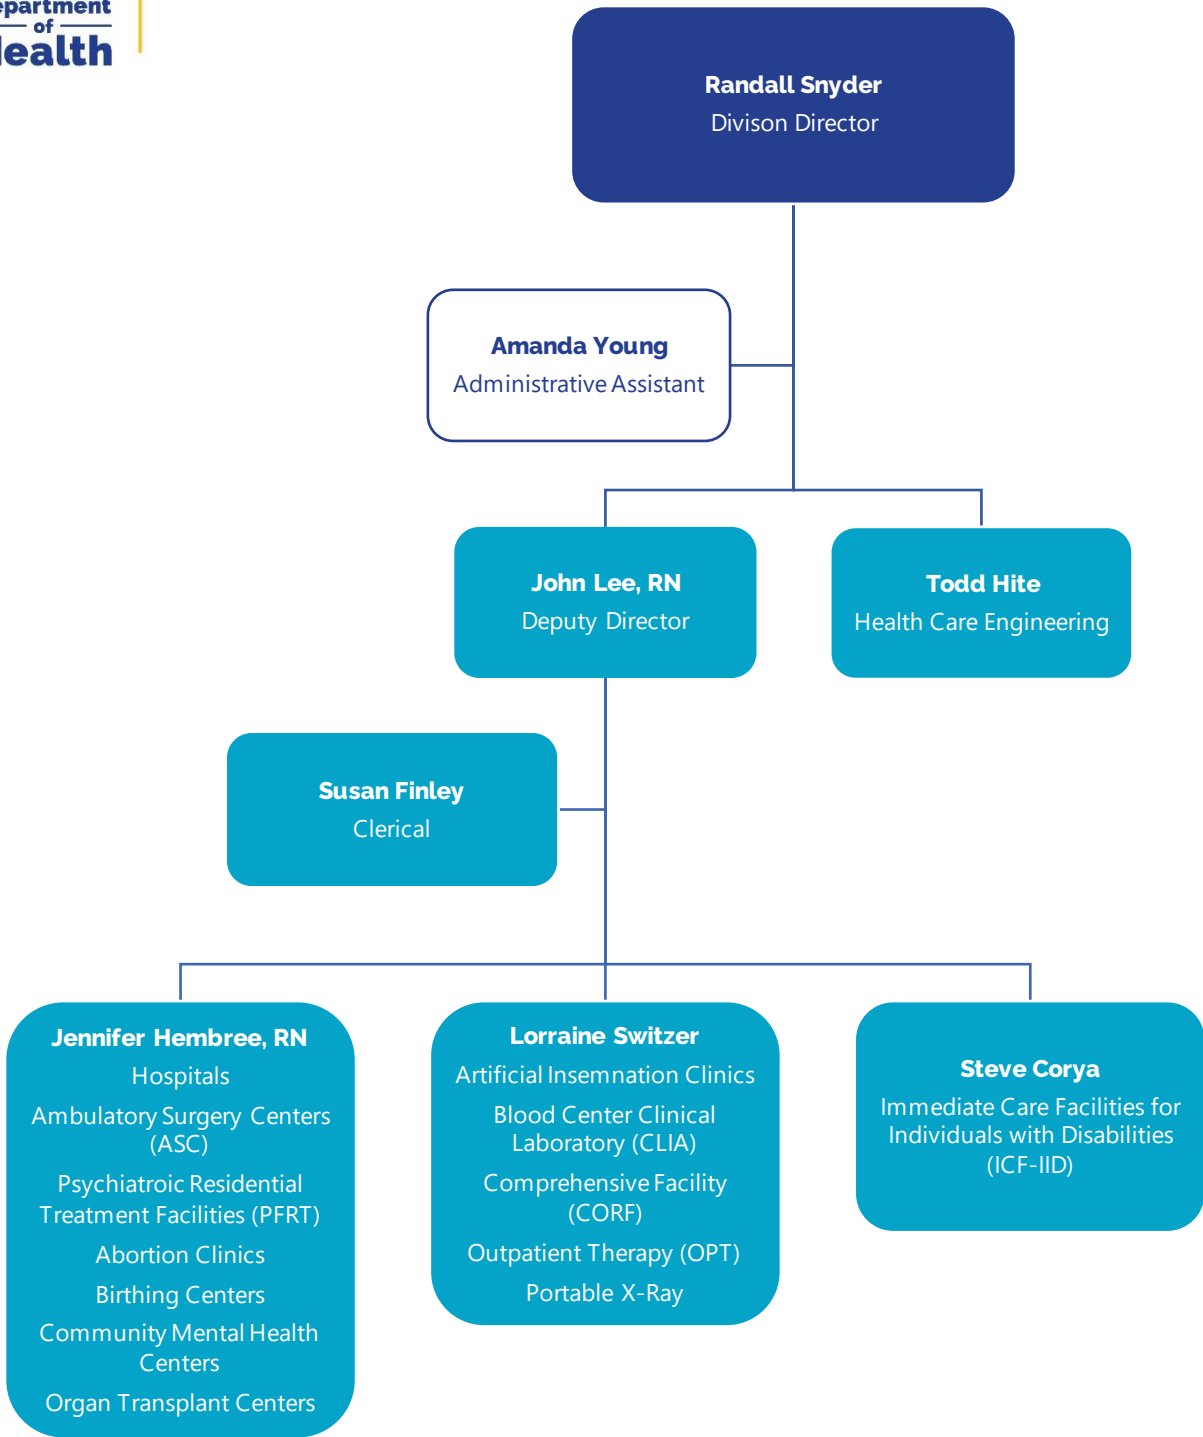 of
Randall Snyder
Divison Director
Amanda Young
Administrative Assistant
John Lee, RN
Deputy Director
Todd Hite
Health Care Engineering
Susan Finley
Clerical
Jennifer Hembree, RN
Hospitals
Ambulatory Surgery Centers
(ASC)
Psychiatroic Residential
Treatment Facilities (PFRT)
Abortion Clinics
Birthing Centers
Community Mental Health
Centers
Organ Transplant Centers
Lorraine Switzer
Artificial Insemnation Clinics
Blood Center Clinical
Laboratory (CLIA)
Comprehensive Facility
(CORF)
Outpatient Therapy (OPT)
Portable X-Ray
Steve Corya
Immediate Care Facilities for
Individuals with Disabilities
(ICF-IID)